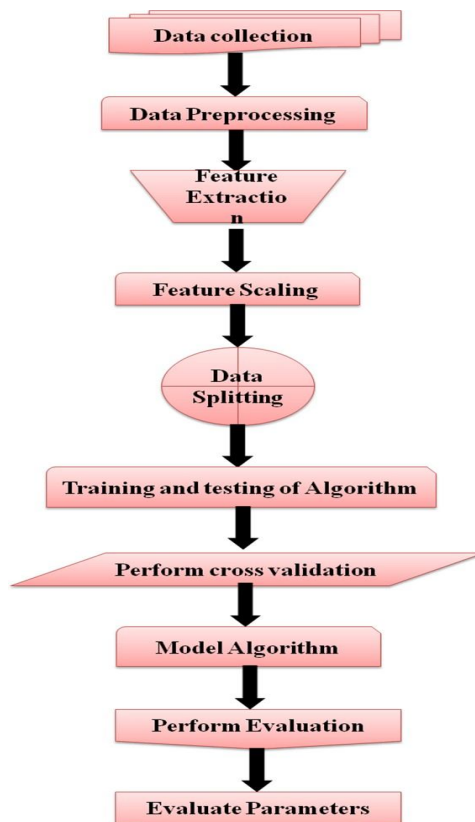 Data collection
Data Preprocessing
Feature
Extractio
n
Feature Scaling
Data
Splitting
Training and testing of Algorithm
Perform cross validation
Model Algorithm
Perform Evaluation
Evaluate Parameters